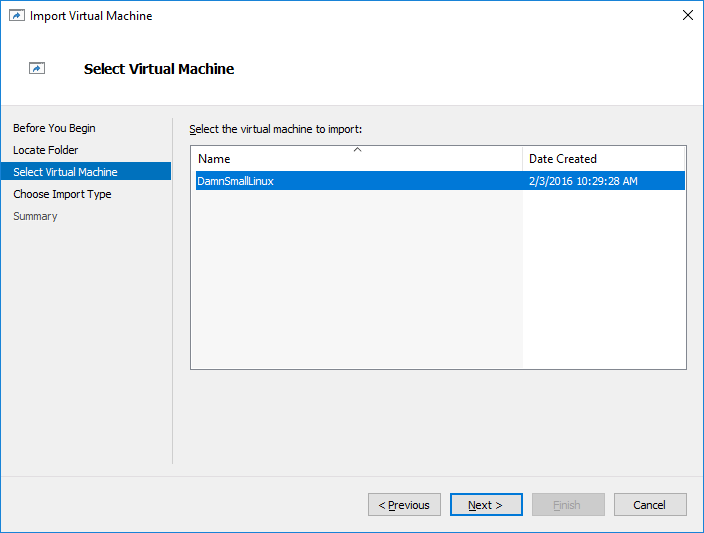 Import Virtual Machine
Select Virtual Machine
Before You Begin
Locate Folder
Select Virtual Machine
Choose Import Type
Summary
Select the virtual machine to import:
Name Date Created
DamnSmallLinux 2/3/2016 10:29:28 AM
< Previous Next > Finish Cancel